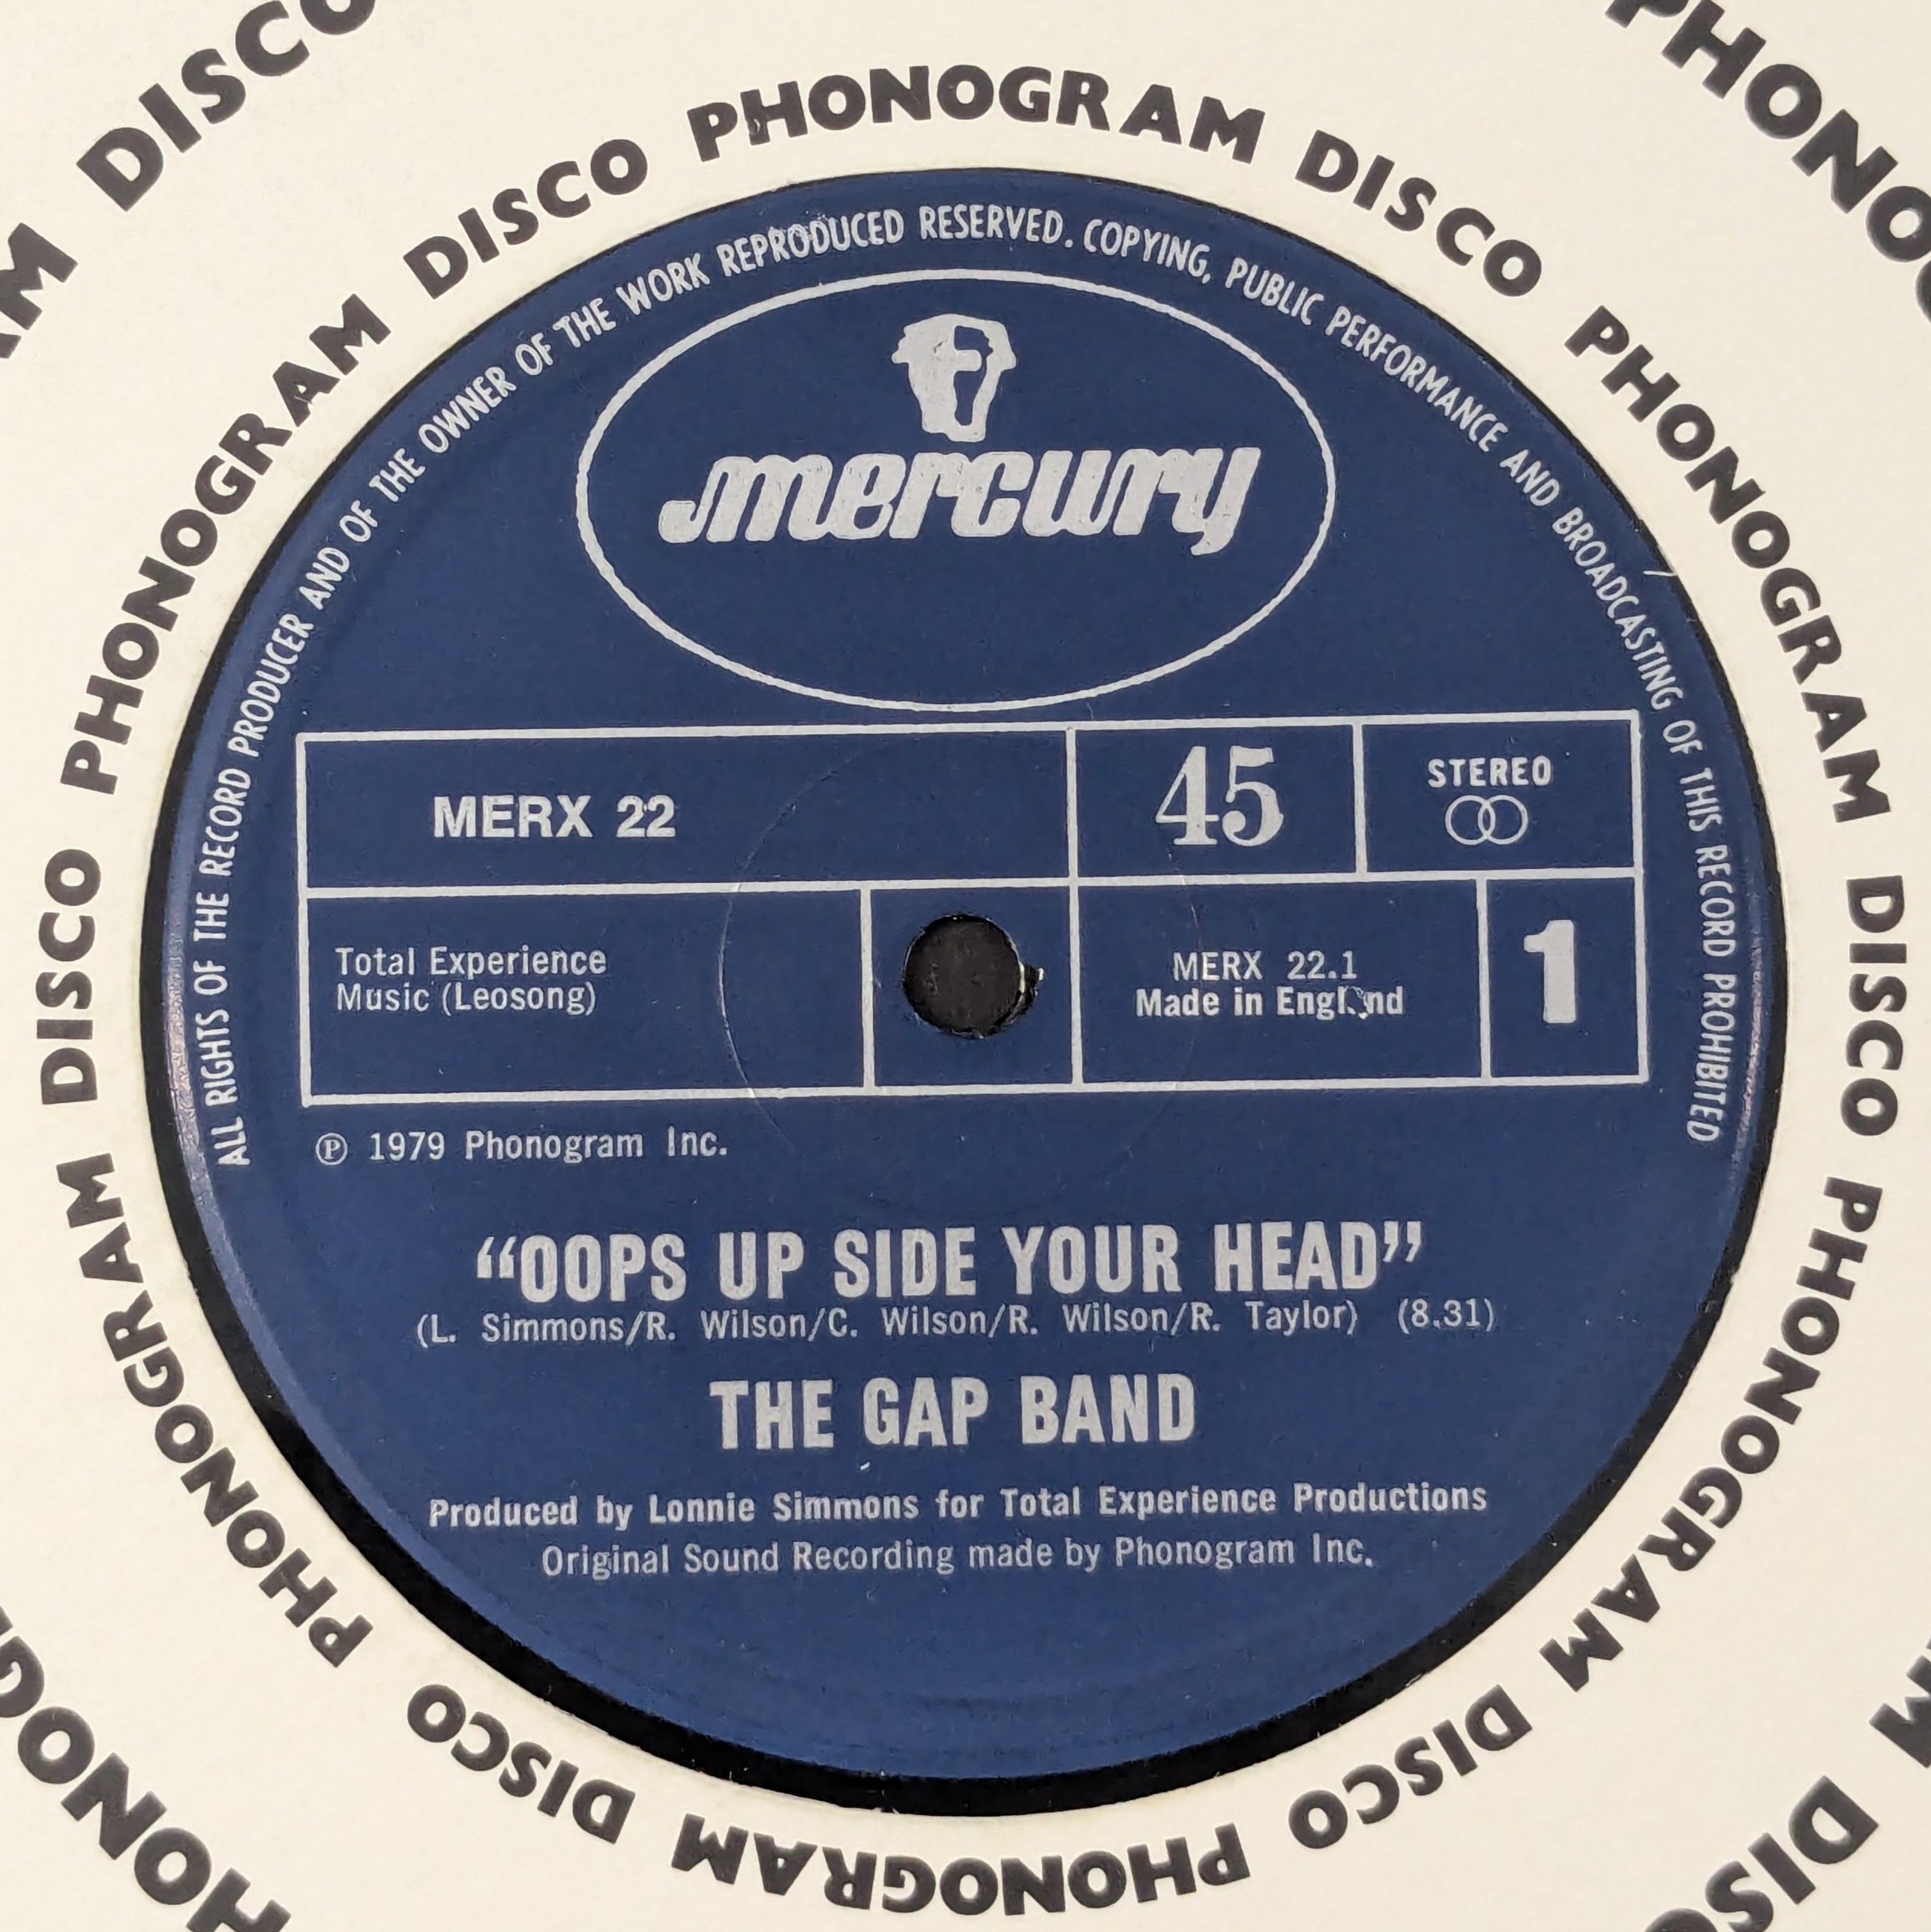 PHONOGRAM DISCO PHONOGRAM DISCO PHONOGRAM DISCO PHONOGRAM DISCO PHONOGRAM DISCO PHONOGRAM DISCO
ALL RIGHTS OF THE RECORD PRODUCER AND OF THE OWNER OF THE WORK REPRODUCED RESERVED. COPYING, PUBLIC PERFORMANCE AND BROADCASTING OF THIS RECORD PROHIBITED
mercury
MERX 22
45
STEREO
Total Experience
Music (Leosong)
MERX 22.1
Made in England
1
℗ 1979 Phonogram Inc.
“OOPS UP SIDE YOUR HEAD”
(L. Simmons/R. Wilson/C. Wilson/R. Wilson/R. Taylor) (8.31)
THE GAP BAND
Produced by Lonnie Simmons for Total Experience Productions
Original Sound Recording made by Phonogram Inc.